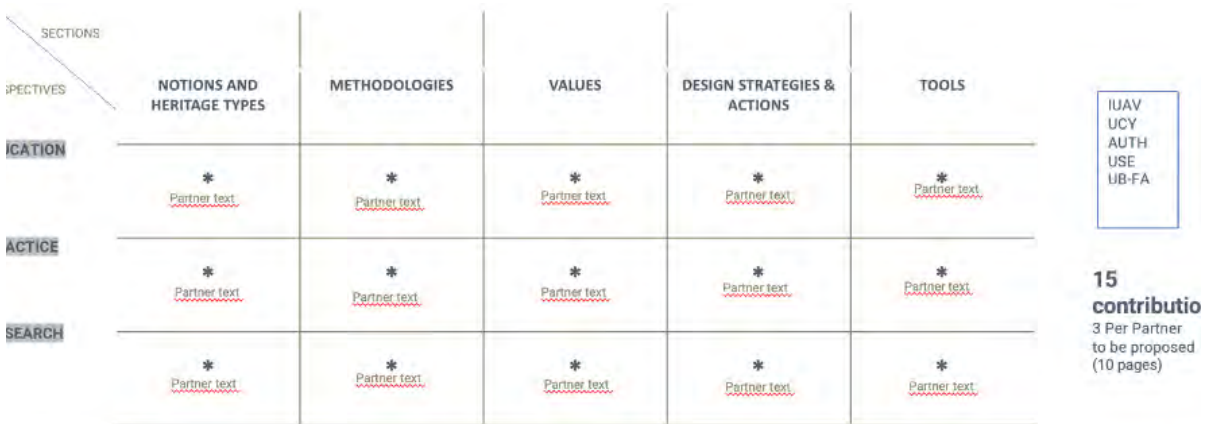 SECTIONS
SPECTIVES
NOTIONS AND
HERITAGE TYPES
METHODOLOGIES
VALUES
DESIGN STRATEGIES &
ACTIONS
TOOLS
UCATION
* * * * *
Partner text Partner text Partner text Partner text Partner text
ACTICE
* * * * *
Partner text Partner text Partner text Partner text Partner text
SEARCH
* * * * *
Partner text Partner text Partner text Partner text Partner text
IUAV
UCY
AUTH
USE
UB-FA
15
contributio
3 Per Partner
to be proposed
(10 pages)